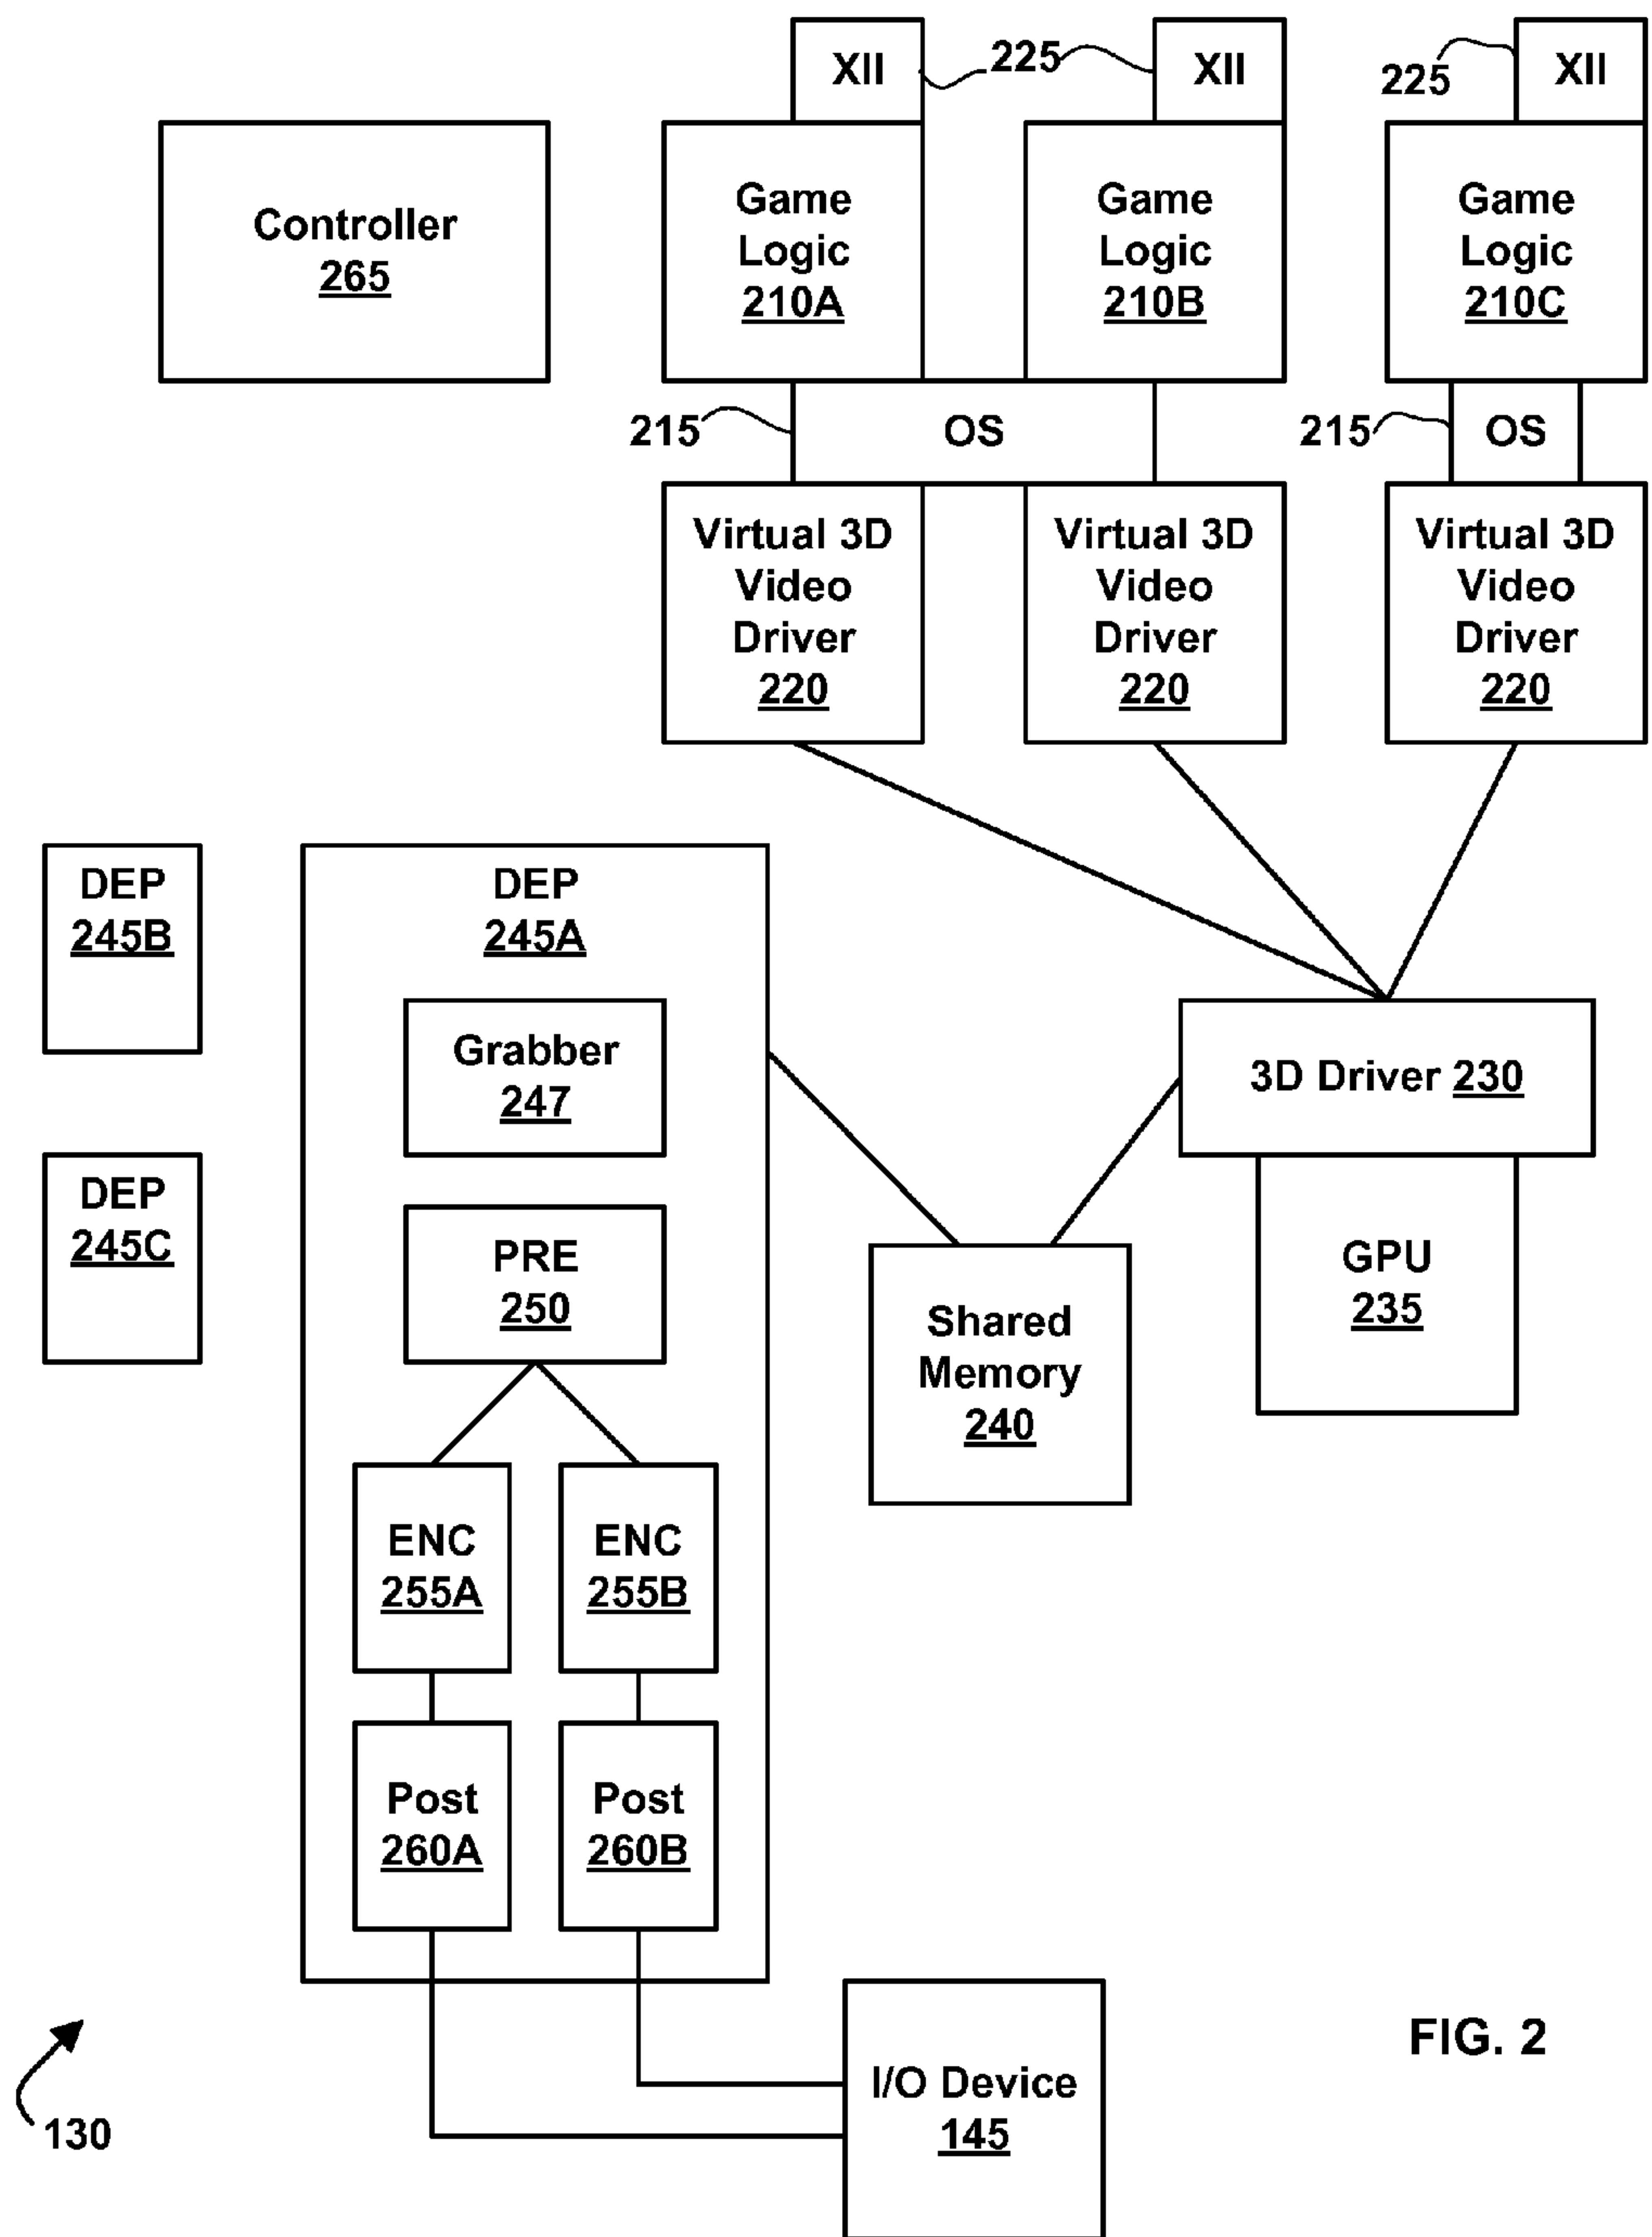 XII
225
XII
225
XII
Controller
265
Game
Logic
210A
Game
Logic
210B
Game
Logic
210C
215
OS
215
OS
Virtual 3D
Video
Driver
220
Virtual 3D
Video
Driver
220
Virtual 3D
Video
Driver
220
DEP
245B
DEP
245A
Grabber
247
3D Driver 230
DEP
245C
PRE
250
GPU
235
Shared
Memory
240
ENC
255A
ENC
255B
Post
260A
Post
260B
I/O Device
145
FIG. 2
130